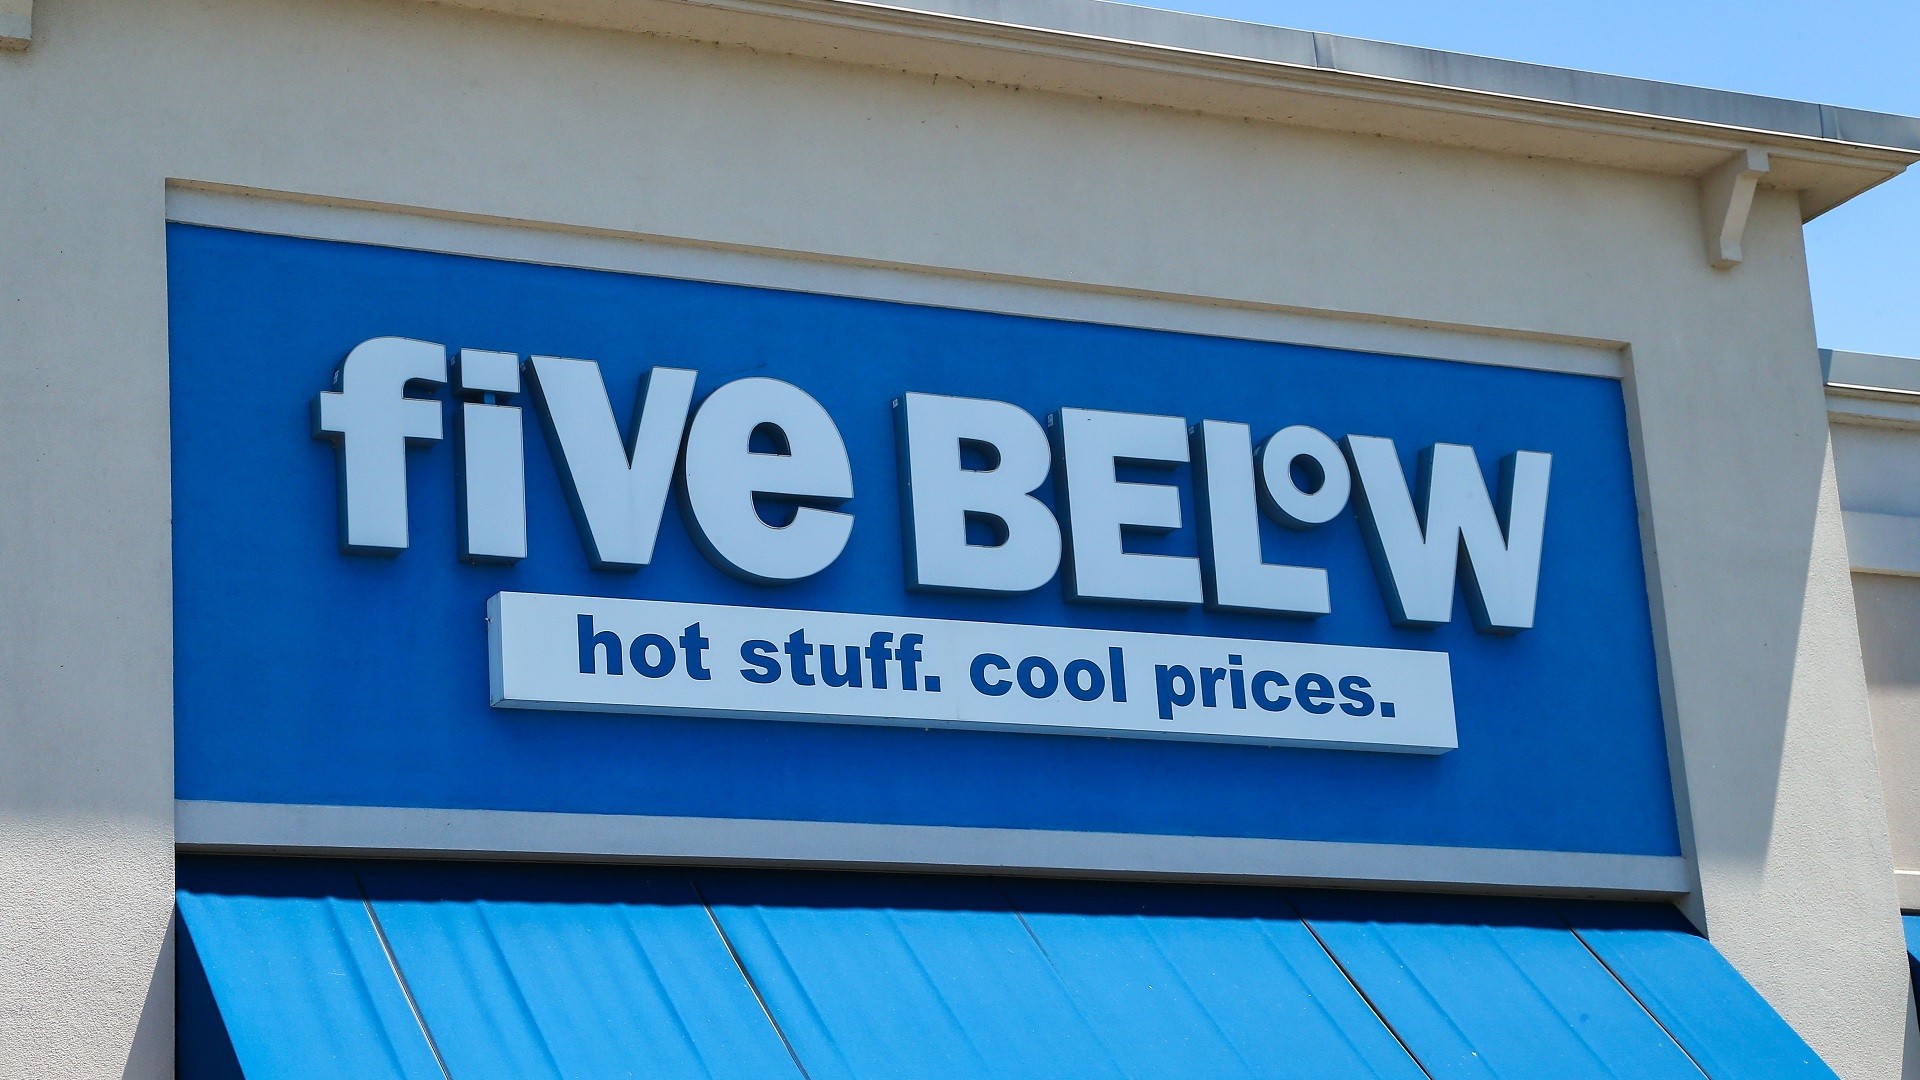 fiVe BELoW
hot stuff. cool prices.